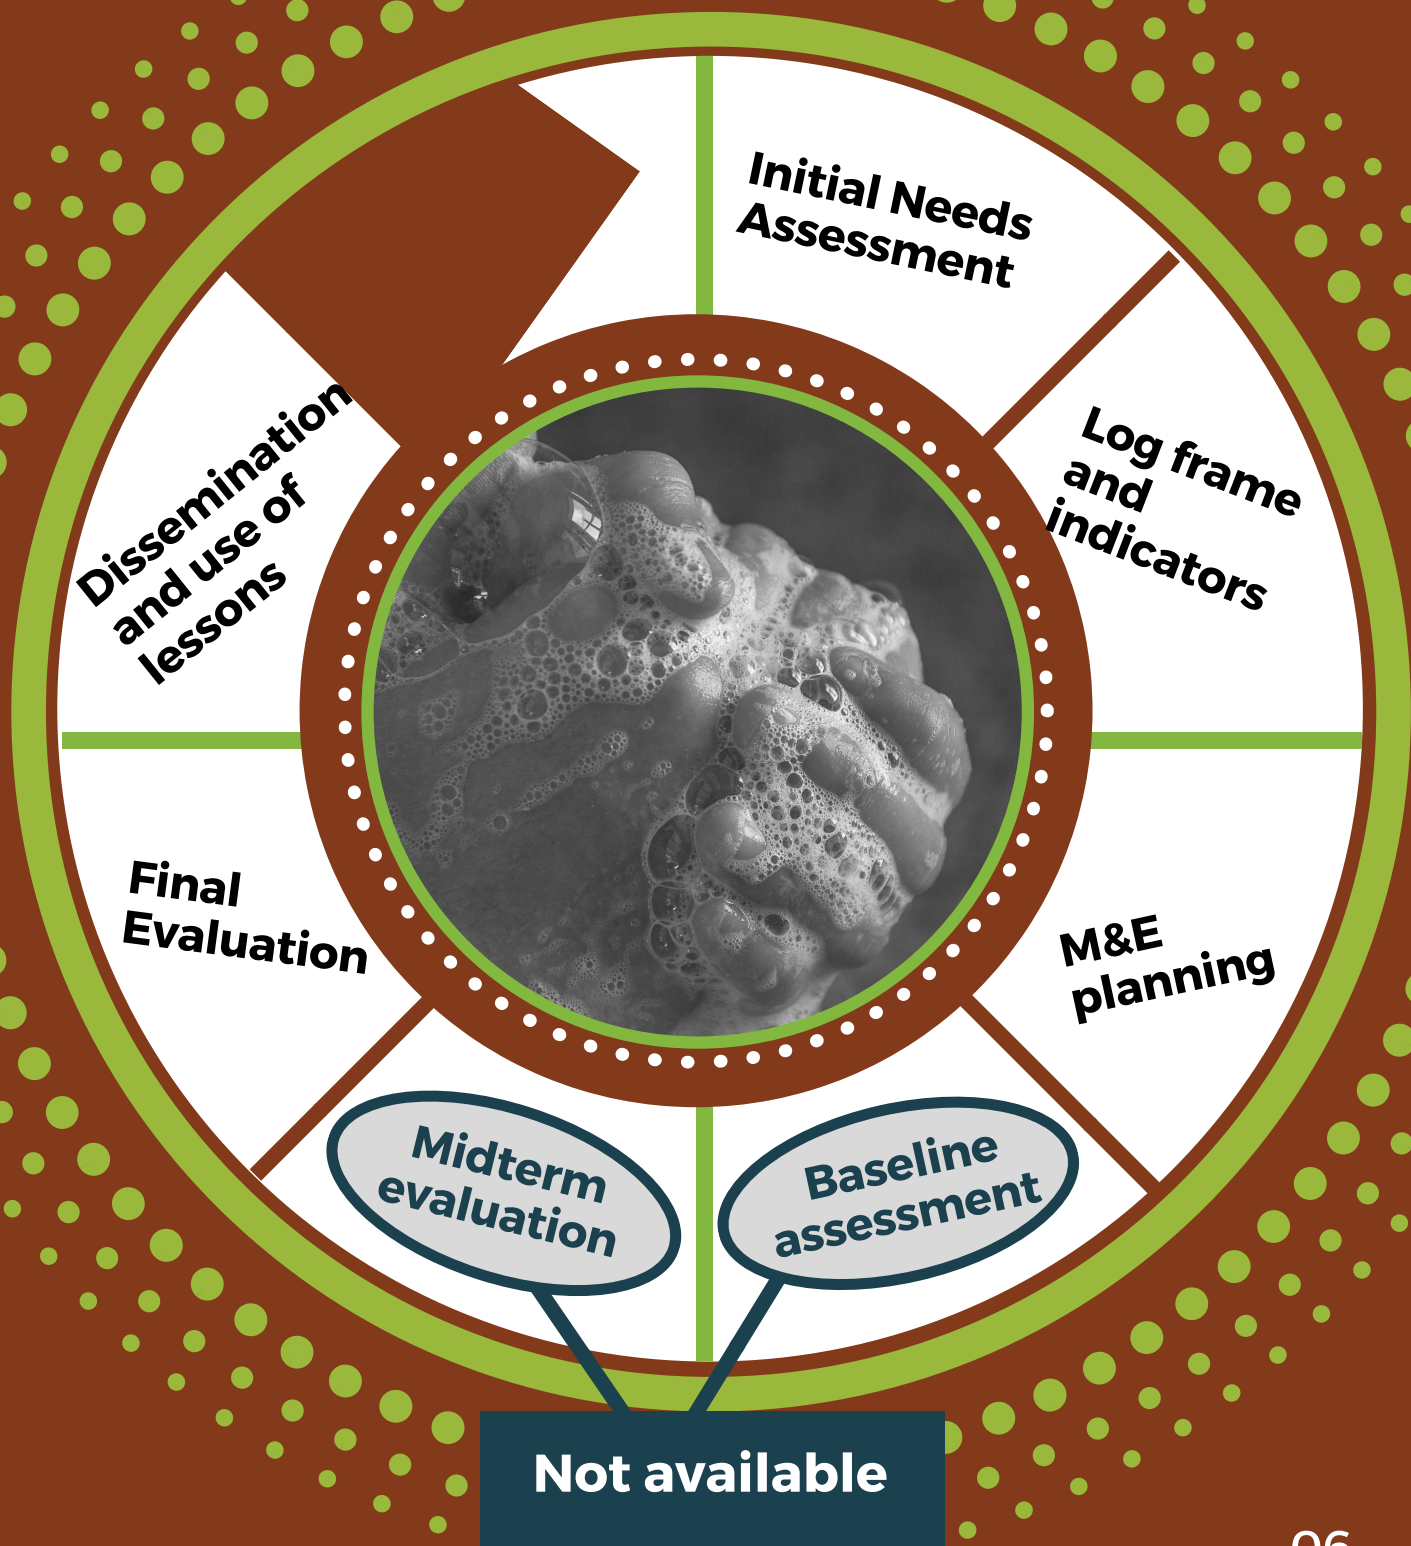 Initial Needs
Assessment
Log frame
and
indicators
M&E
planning
Baseline
assessment
Midterm
evaluation
Final
Evaluation
Dissemination
and use of
lessons
Not available